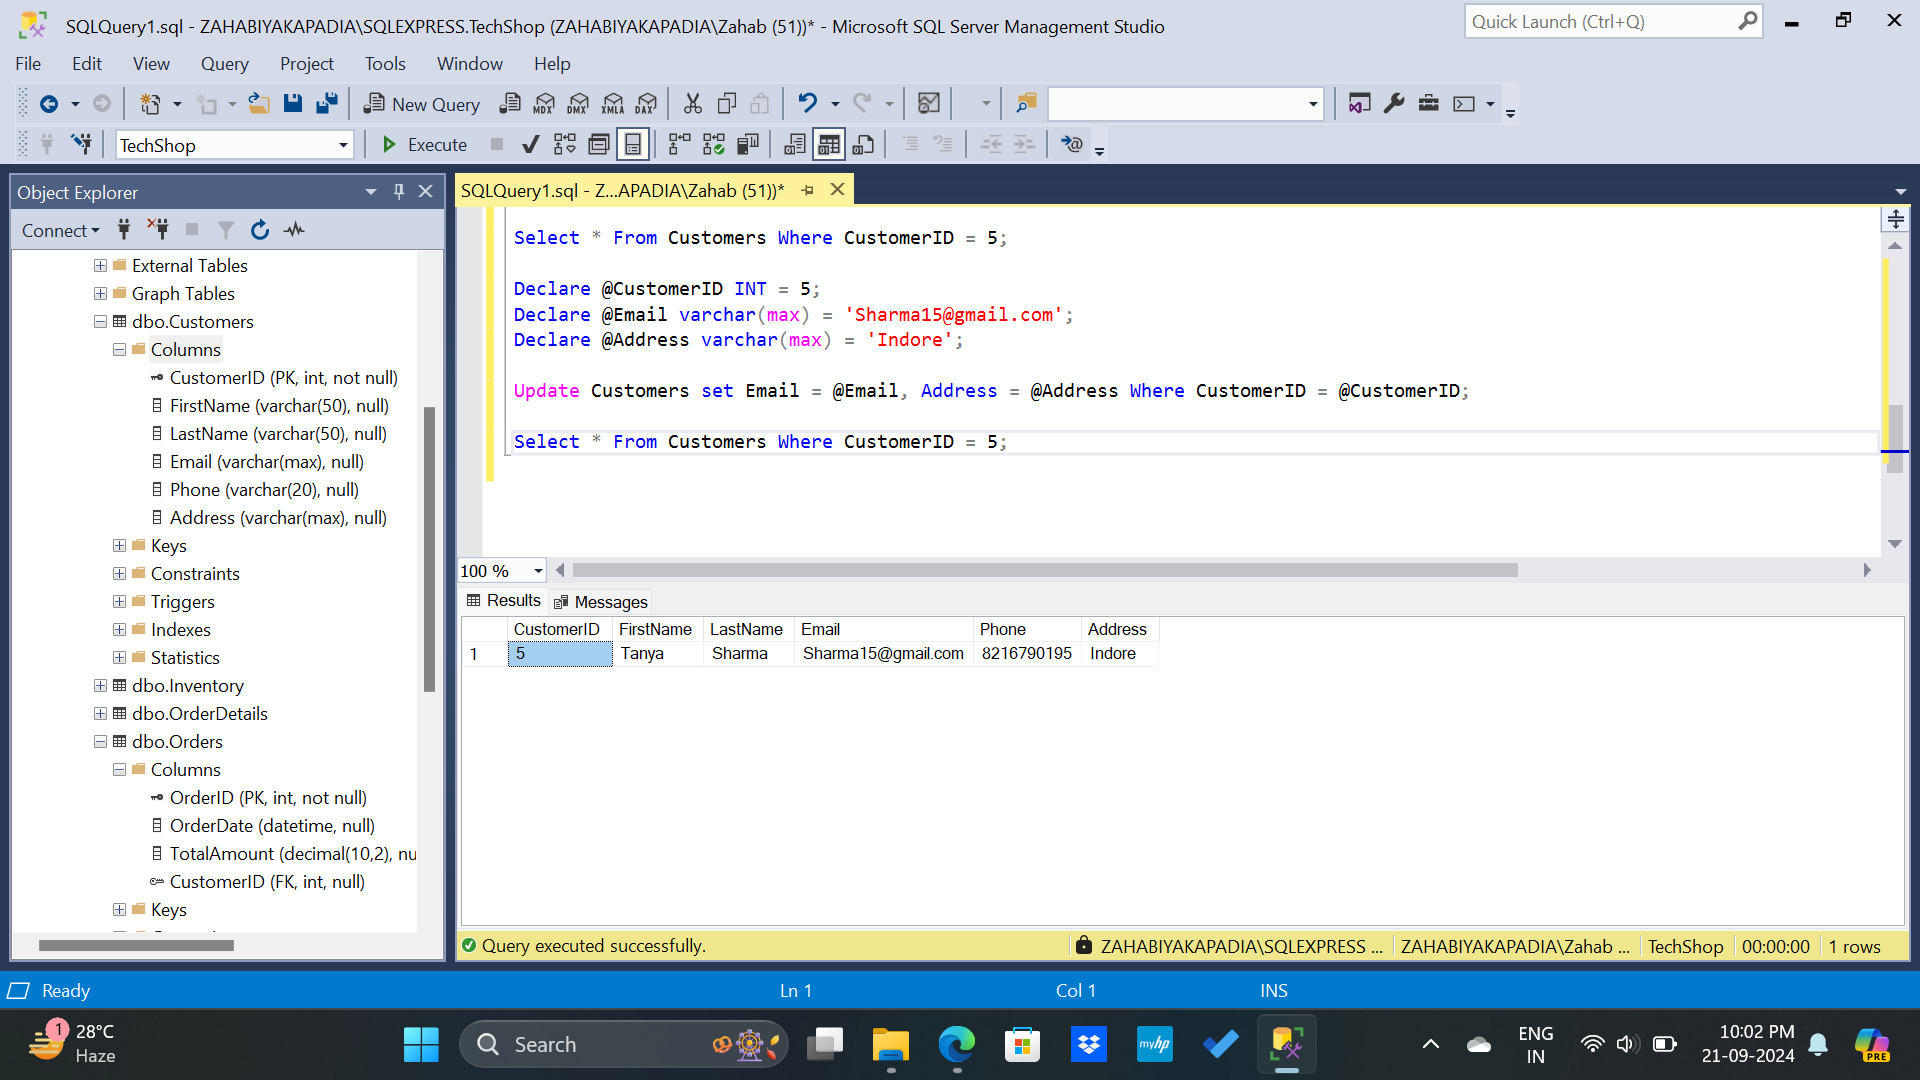 SQLQuery1.sql - ZAHABIYAKAPADIA\SQLEXPRESS.TechShop (ZAHABIYAKAPADIA\Zahab (51))* - Microsoft SQL Server Management Studio
Quick Launch (Ctrl+Q)
File Edit View Query Project Tools Window Help
New Query MDX DMX XMLA DAX
TechShop Execute
Object Explorer
Connect
External Tables
Graph Tables
dbo.Customers
Columns
CustomerID (PK, int, not null)
FirstName (varchar(50), null)
LastName (varchar(50), null)
Email (varchar(max), null)
Phone (varchar(20), null)
Address (varchar(max), null)
Keys
Constraints
Triggers
Indexes
Statistics
dbo.Inventory
dbo.OrderDetails
dbo.Orders
Columns
OrderID (PK, int, not null)
OrderDate (datetime, null)
TotalAmount (decimal(10,2), nu
CustomerID (FK, int, null)
Keys
SQLQuery1.sql - Z...APADIA\Zahab (51))*
Select * From Customers Where CustomerID = 5;
Declare @CustomerID INT = 5;
Declare @Email varchar(max) = 'Sharma15@gmail.com';
Declare @Address varchar(max) = 'Indore';
Update Customers set Email = @Email, Address = @Address Where CustomerID = @CustomerID;
Select * From Customers Where CustomerID = 5;
100 %
Results Messages
CustomerID FirstName LastName Email Phone Address
1 5 Tanya Sharma Sharma15@gmail.com 8216790195 Indore
Query executed successfully. ZAHABIYAKAPADIA\SQLEXPRESS ... ZAHABIYAKAPADIA\Zahab ... TechShop 00:00:00 1 rows
Ready Ln 1 Col 1 INS
1 28°C
Haze
Search
myhp
ENG
IN
10:02 PM
21-09-2024
PRE